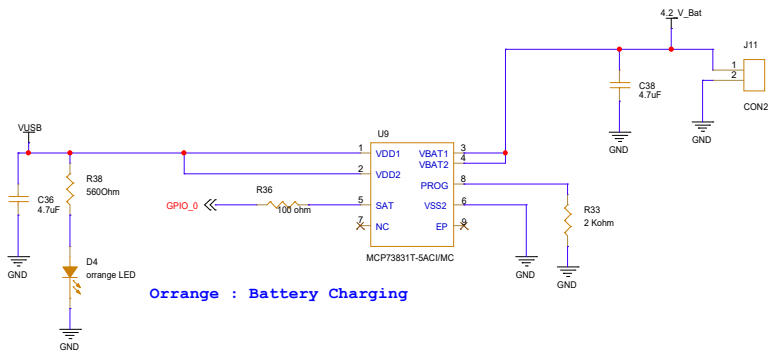 4.2_V_Bat
J11
1
2
CON2
C38
4.7uF
GND
GND
U9
VUSB
1
VDD1
VBAT1
3
2
VDD2
VBAT2
4
PROG
8
R38
560Ohm
R36
GPIO_0
100 ohm
5
SAT
VSS2
6
7
NC
EP
9
C36
4.7uF
R33
2 Kohm
MCP73831T-5ACI/MC
GND
D4
orrange LED
GND
GND
GND
Orrange : Battery Charging